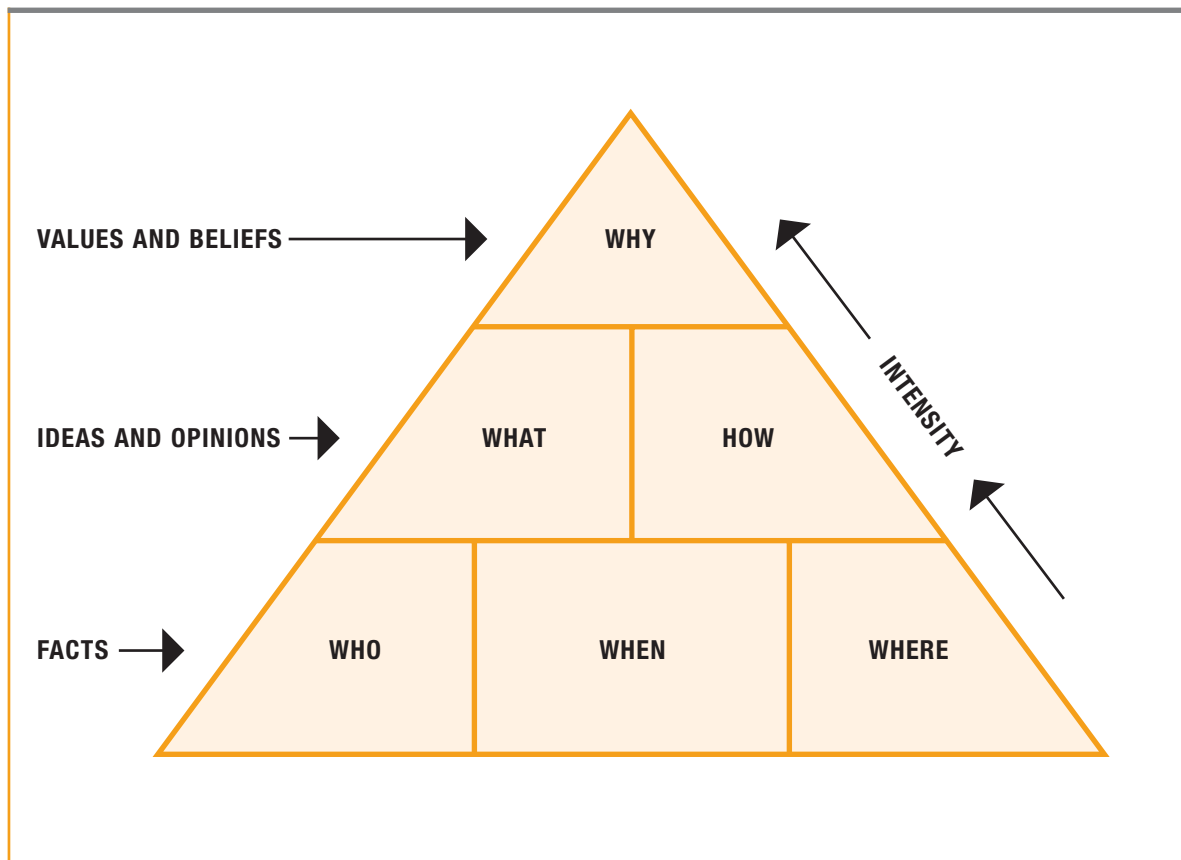 VALUES AND BELIEFS
WHY
INTENSITY
IDEAS AND OPINIONS
WHAT
HOW
FACTS
WHO
WHEN
WHERE